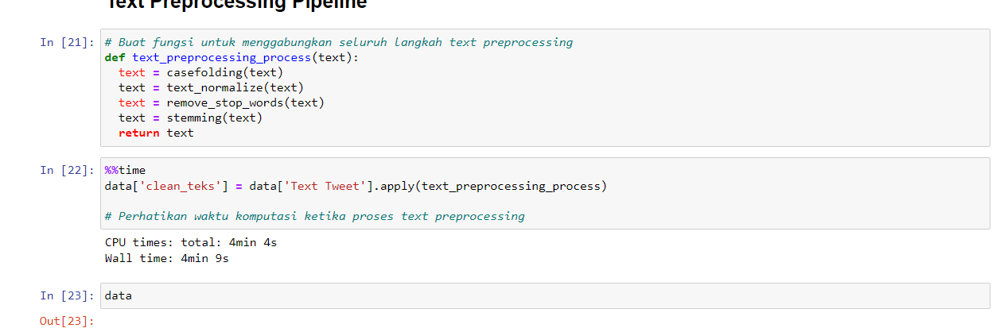 Text Preprocessing Pipeline
In [21]: # Buat fungsi untuk menggabungkan seluruh langkah text preprocessing
def text_preprocessing_process(text):
  text = casefolding(text)
  text = text_normalize(text)
  text = remove_stop_words(text)
  text = stemming(text)
  return text
In [22]: %%time
data['clean_teks'] = data['Text Tweet'].apply(text_preprocessing_process)
# Perhatikan waktu komputasi ketika proses text preprocessing
CPU times: total: 4min 4s
Wall time: 4min 9s
In [23]: data
Out[23]: